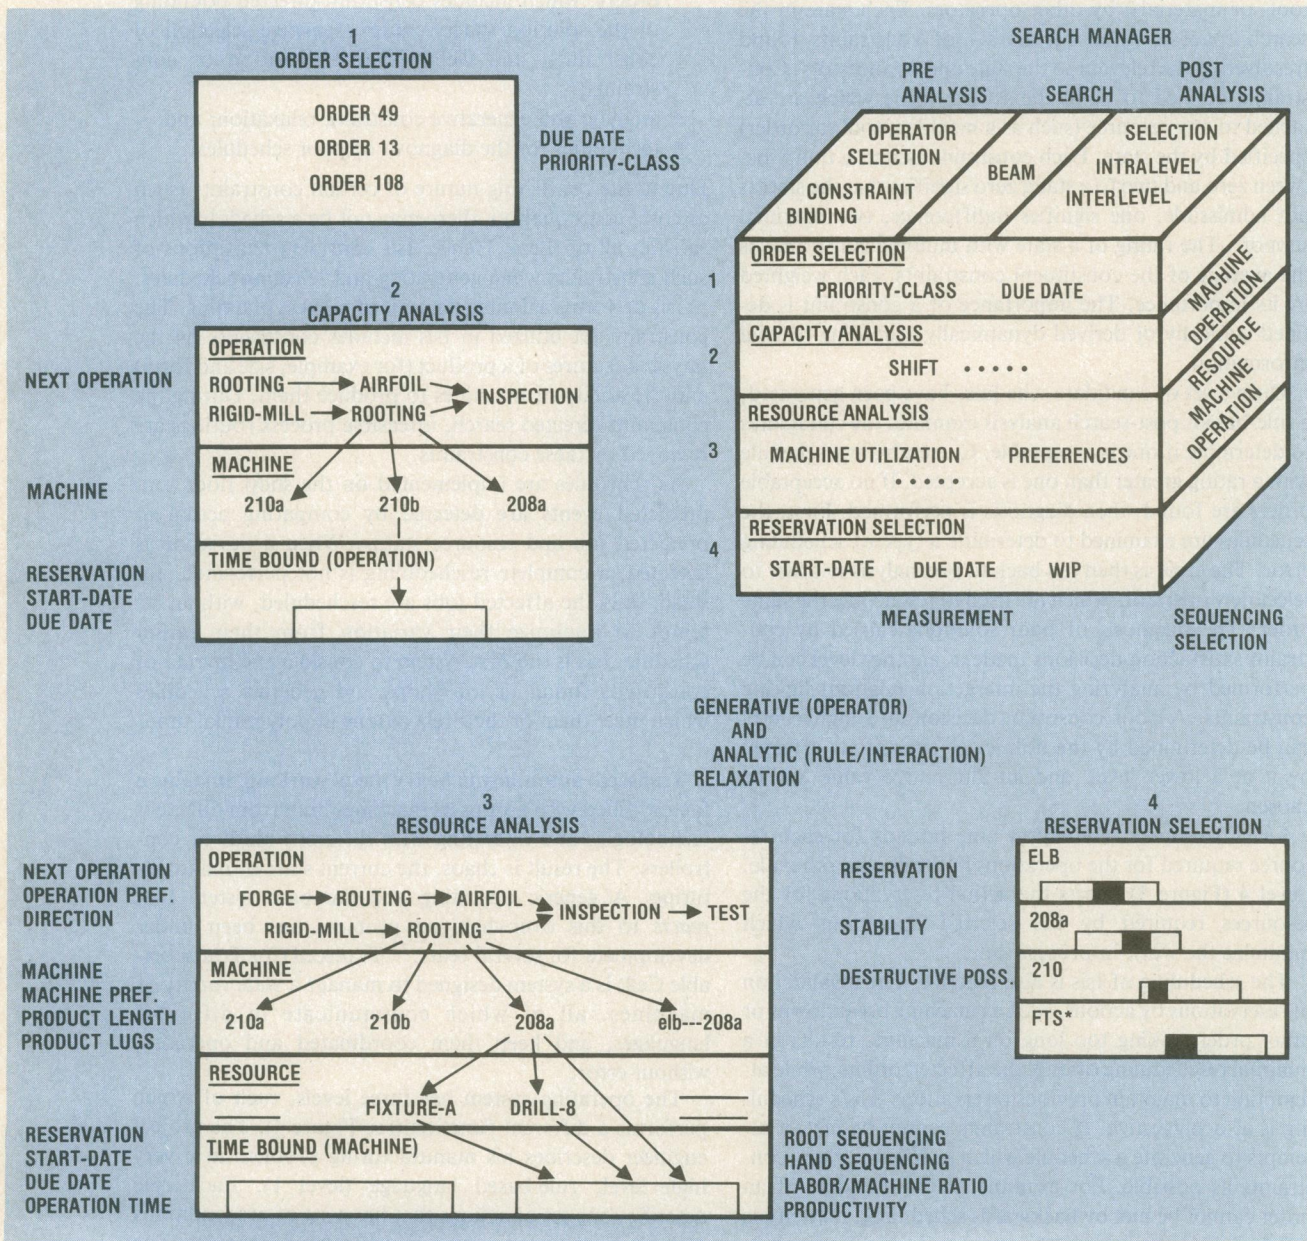 1
ORDER SELECTION
ORDER 49
ORDER 13
ORDER 108
DUE DATE
PRIORITY-CLASS
SEARCH MANAGER
PRE
ANALYSIS
SEARCH
POST
ANALYSIS
OPERATOR
SELECTION
CONSTRAINT
BINDING
BEAM
SELECTION
INTRALEVEL
INTERLEVEL
1
ORDER SELECTION
PRIORITY-CLASS DUE DATE
2
CAPACITY ANALYSIS
SHIFT • • • • •
3
RESOURCE ANALYSIS
MACHINE UTILIZATION PREFERENCES
4
RESERVATION SELECTION
START-DATE DUE DATE WIP
MACHINE
OPERATION
RESOURCE
MACHINE
OPERATION
MEASUREMENT
SEQUENCING
SELECTION
2
CAPACITY ANALYSIS
NEXT OPERATION
OPERATION
ROOTING AIRFOIL
INSPECTION
RIGID-MILL ROOTING
MACHINE
MACHINE
210a 210b 208a
RESERVATION
START-DATE
DUE DATE
TIME BOUND (OPERATION)
GENERATIVE (OPERATOR)
AND
ANALYTIC (RULE/INTERACTION)
RELAXATION
3
RESOURCE ANALYSIS
NEXT OPERATION
OPERATION PREF.
DIRECTION
OPERATION
FORGE ROUTING AIRFOIL
INSPECTION TEST
RIGID-MILL ROOTING
MACHINE
MACHINE PREF.
PRODUCT LENGTH
PRODUCT LUGS
MACHINE
210a 210b 208a elb---208a
RESOURCE
FIXTURE-A DRILL-8
RESERVATION
START-DATE
DUE DATE
OPERATION TIME
TIME BOUND (MACHINE)
4
RESERVATION SELECTION
RESERVATION
STABILITY
DESTRUCTIVE POSS.
ELB
208a
210
FTS*
ROOT SEQUENCING
HAND SEQUENCING
LABOR/MACHINE RATIO
PRODUCTIVITY